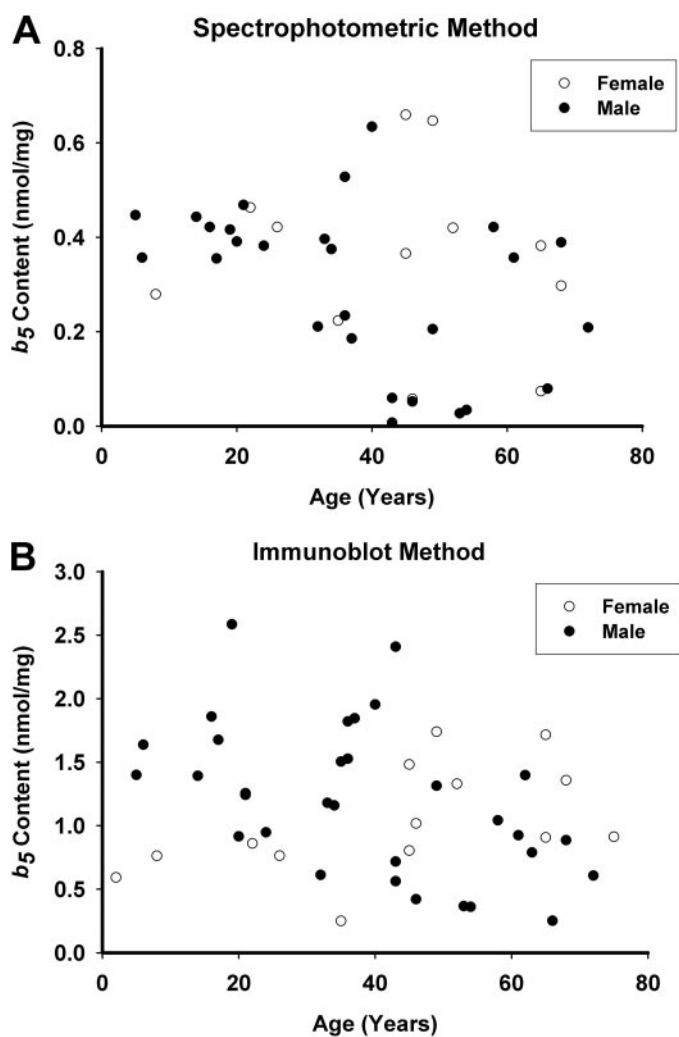 A
Spectrophotometric Method
0.8
Female
Male
0.6
0.4
0.2
0.0
b5 Content (nmol/mg)
0 20 40 60 80
Age (Years)
B
Immunoblot Method
3.0
Female
Male
2.5
2.0
1.5
1.0
0.5
0.0
b5 Content (nmol/mg)
0 20 40 60 80
Age (Years)